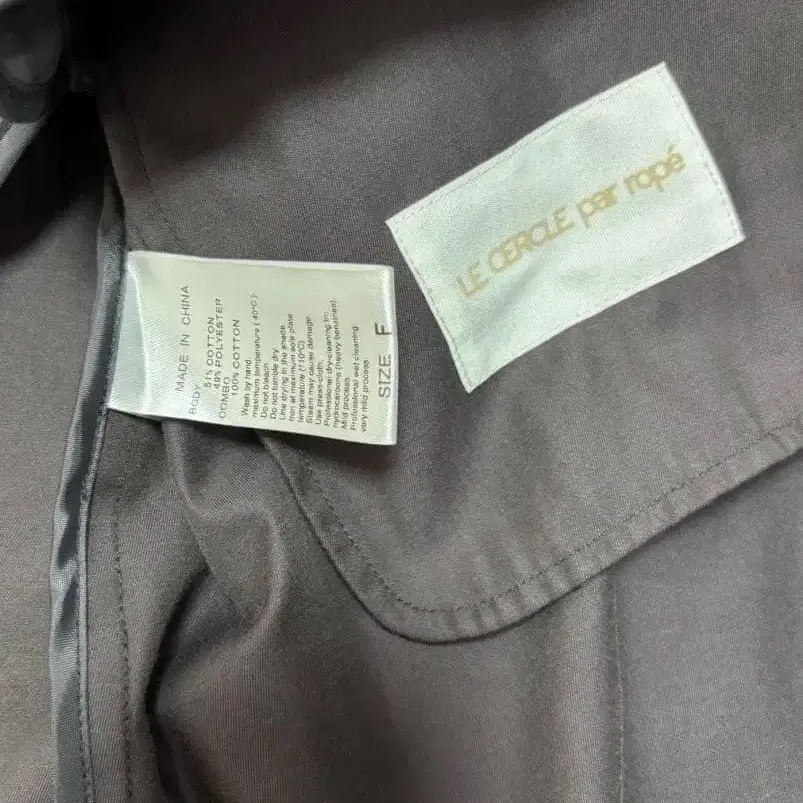 LE CERCLE par ropé
MADE IN CHINA
BODY
51% COTTON
49% POLYESTER
COMBO
100% COTTON
Wash by hand,
maximum temperature (40°C)
Do not bleach
Do not tumble dry
Line drying in the shade
Iron at maximum sole plate
temperature (110°C)
Steam may cause damage
Use press-cloth
Professional dry-cleaning in:
hydrocarbons (heavy benzines)
Mild process
Professional wet cleaning
very mild process
SIZE F